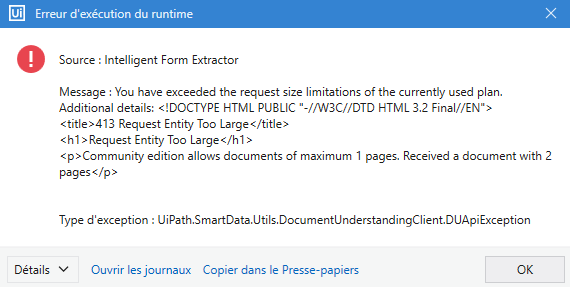 Ui Erreur d'exécution du runtime
Source : Intelligent Form Extractor
Message : You have exceeded the request size limitations of the currently used plan.
Additional details: <!DOCTYPE HTML PUBLIC "-//W3C//DTD HTML 3.2 Final//EN">
<title>413 Request Entity Too Large</title>
<h1>Request Entity Too Large</h1>
<p>Community edition allows documents of maximum 1 pages. Received a document with 2
pages</p>
Type d'exception : UiPath.SmartData.Utils.DocumentUnderstandingClient.DUApiException
Détails Ouvrir les journaux Copier dans le Presse-papiers OK